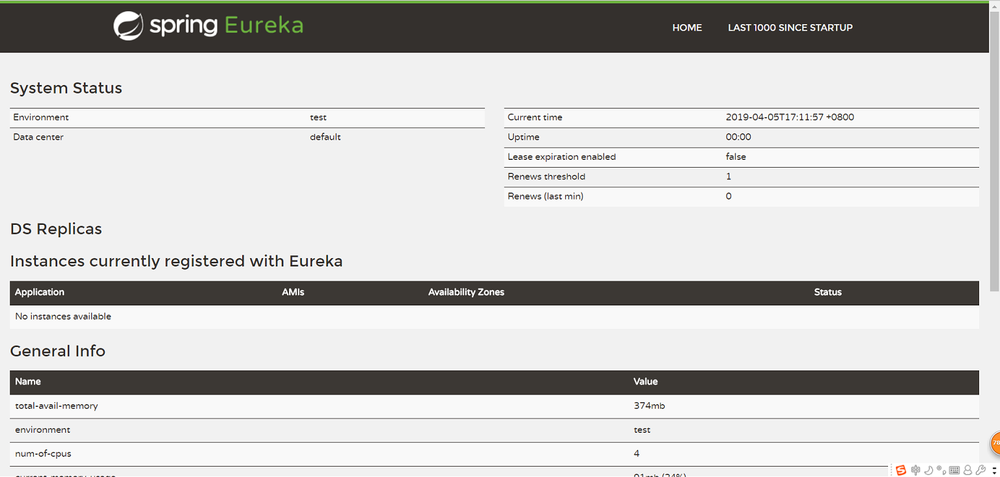 spring Eureka
HOME LAST 1000 SINCE STARTUP
System Status
Environment test
Data center default
Current time 2019-04-05T17:11:57 +0800
Uptime 00:00
Lease expiration enabled false
Renews threshold 1
Renews (last min) 0
DS Replicas
Instances currently registered with Eureka
Application AMIs Availability Zones Status
No instances available
General Info
Name Value
total-avail-memory 374mb
environment test
num-of-cpus 4
78
中